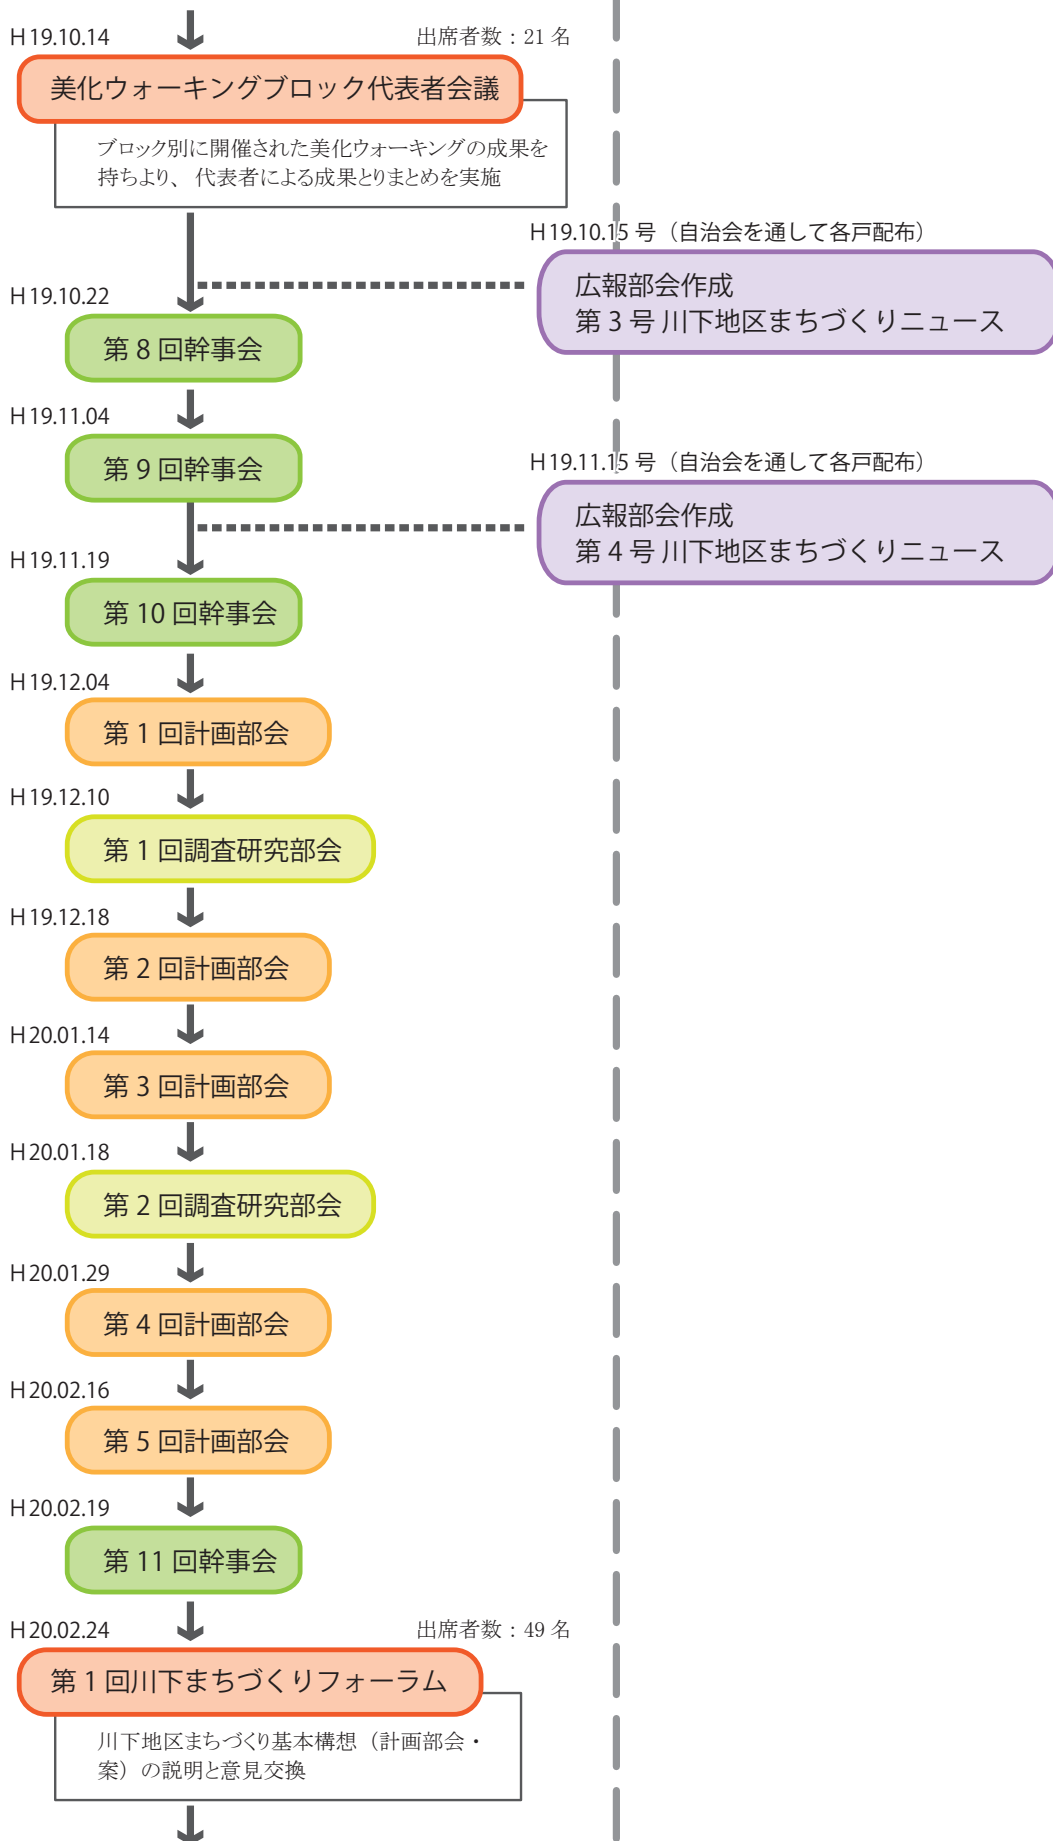 H19.10.14
出席者数:21名
美化ウォーキングブロック代表者会議
ブロック別に開催された美化ウォーキングの成果を
持ちより、代表者による成果とりまとめを実施
H19.10.15号(自治会を通して各戸配布)
広報部会作成
第3号川下地区まちづくりニュース
H19.10.22
第8回幹事会
H19.11.04
第9回幹事会
H19.11.15号(自治会を通して各戸配布)
広報部会作成
第4号川下地区まちづくりニュース
H19.11.19
第10回幹事会
H19.12.04
第1回計画部会
H19.12.10
第1回調査研究部会
H19.12.18
第2回計画部会
H20.01.14
第3回計画部会
H20.01.18
第2回調査研究部会
H20.01.29
第4回計画部会
H20.02.16
第5回計画部会
H20.02.19
第11回幹事会
H20.02.24
出席者数:49名
第1回川下まちづくりフォーラム
川下地区まちづくり基本構想(計画部会・
案)の説明と意見交換